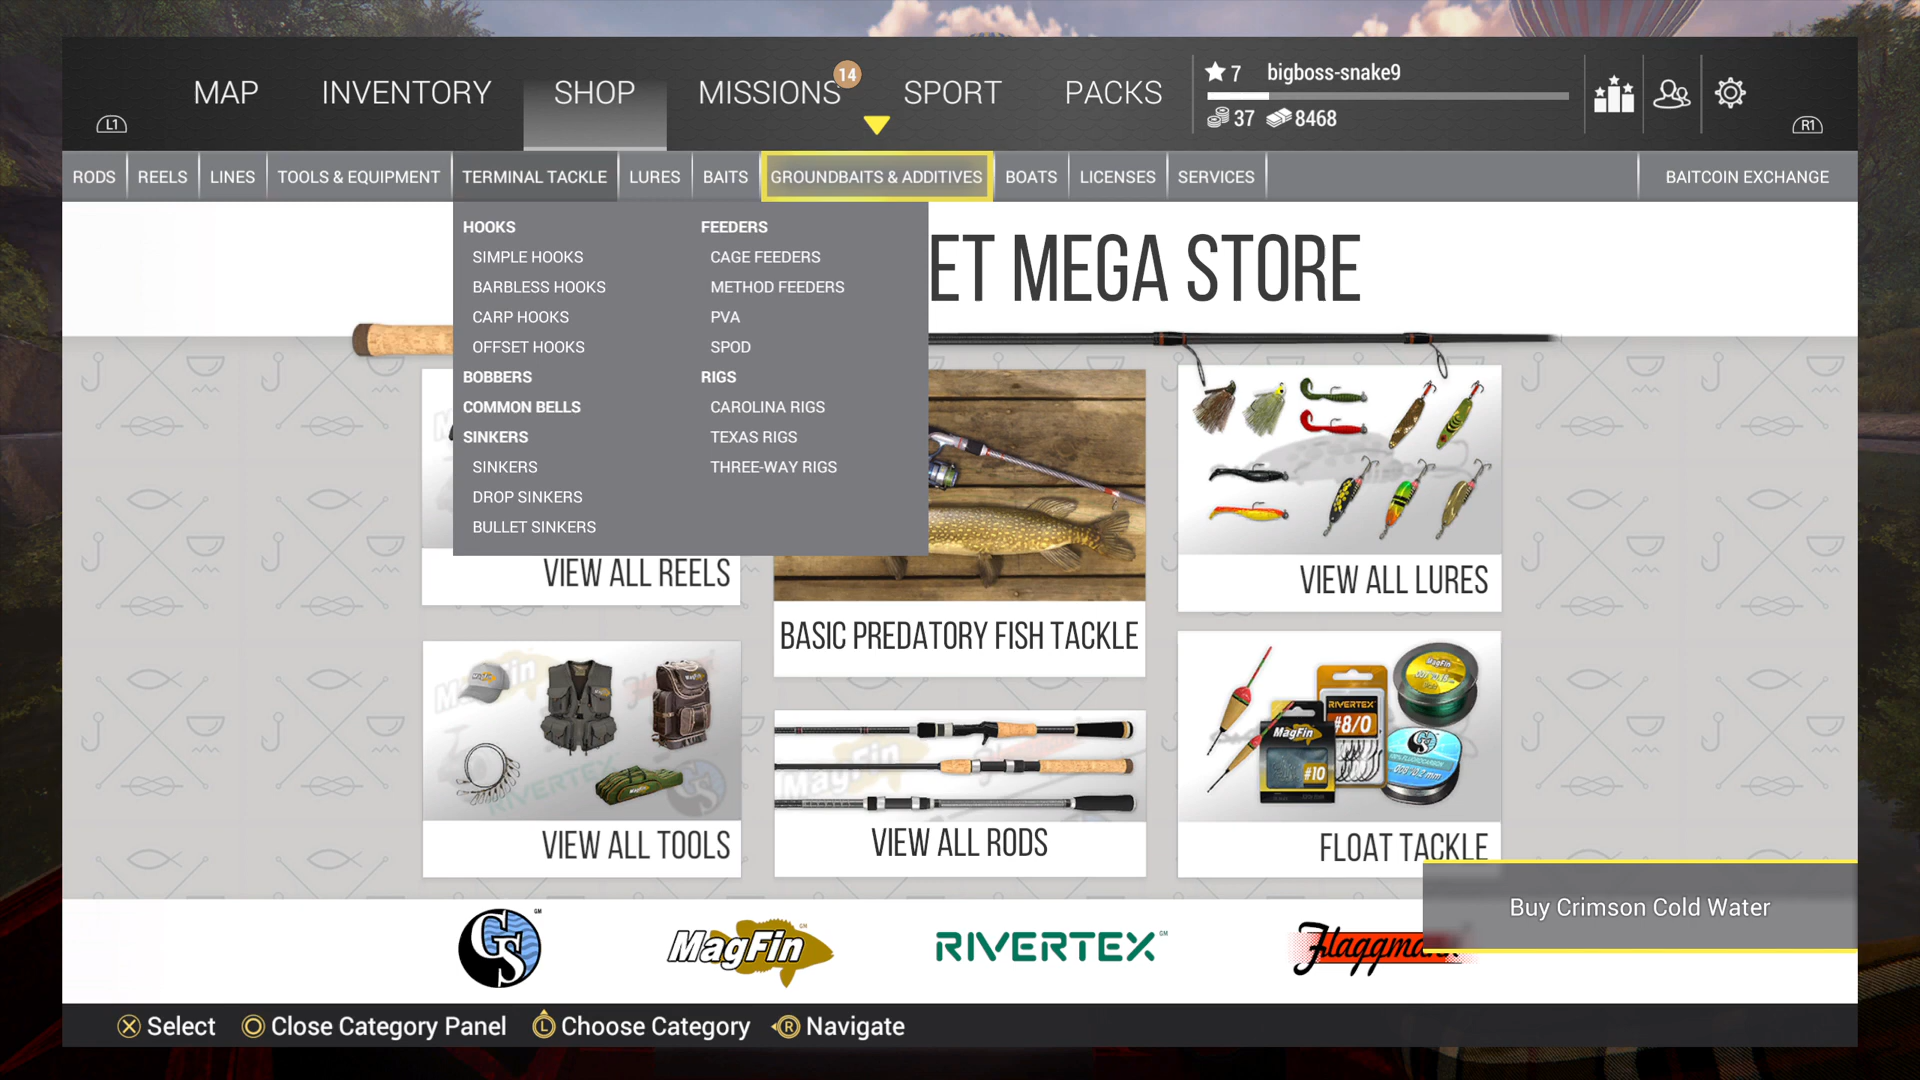 MAP
INVENTORY
SHOP
MISSIONS
14
SPORT
PACKS
7
bigboss-snake9
37
8468
L1
R1
RODS
REELS
LINES
TOOLS & EQUIPMENT
TERMINAL TACKLE
LURES
BAITS
GROUNDBAITS & ADDITIVES
BOATS
LICENSES
SERVICES
BAITCOIN EXCHANGE
HOOKS
SIMPLE HOOKS
BARBLESS HOOKS
CARP HOOKS
OFFSET HOOKS
BOBBERS
COMMON BELLS
SINKERS
SINKERS
DROP SINKERS
BULLET SINKERS
FEEDERS
CAGE FEEDERS
METHOD FEEDERS
PVA
SPOD
RIGS
CAROLINA RIGS
TEXAS RIGS
THREE-WAY RIGS
ET MEGA STORE
VIEW ALL REELS
BASIC PREDATORY FISH TACKLE
VIEW ALL LURES
VIEW ALL TOOLS
VIEW ALL RODS
MagFin
RIVERTEX
#8/0
MagFin
#10
FLOAT TACKLE
Buy Crimson Cold Water
GS
MagFin
RIVERTEX
Flaggma
Select
Close Category Panel
L Choose Category
R Navigate